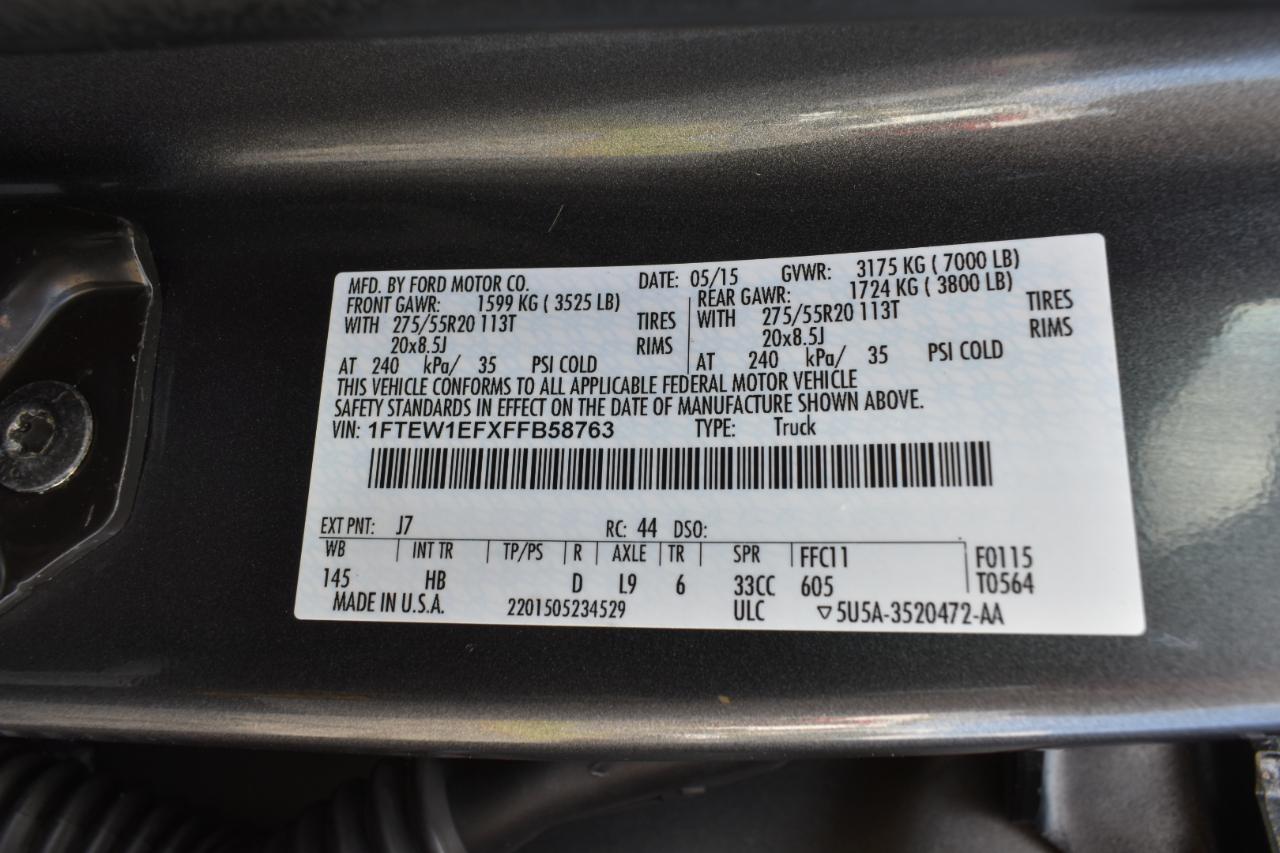 MFD. BY FORD MOTOR CO. DATE: 05/15 GVWR: 3175 KG ( 7000 LB)
FRONT GAWR: 1599 KG ( 3525 LB) REAR GAWR: 1724 KG ( 3800 LB)
WITH 275/55R20 113T TIRES WITH 275/55R20 113T TIRES
20x8.5J RIMS 20x8.5J RIMS
AT 240 kPa/ 35 PSI COLD AT 240 kPa/ 35 PSI COLD
THIS VEHICLE CONFORMS TO ALL APPLICABLE FEDERAL MOTOR VEHICLE
SAFETY STANDARDS IN EFFECT ON THE DATE OF MANUFACTURE SHOWN ABOVE.
VIN: 1FTEW1EFXFFB58763 TYPE: Truck
EXT PNT: J7 RC: 44 DSO:
WB INT TR TP/PS R AXLE TR SPR FFC11 F0115
145 HB D L9 6 33CC 605 T0564
MADE IN U.S.A. 2201505234529 ULC ▽5U5A-3520472-AA